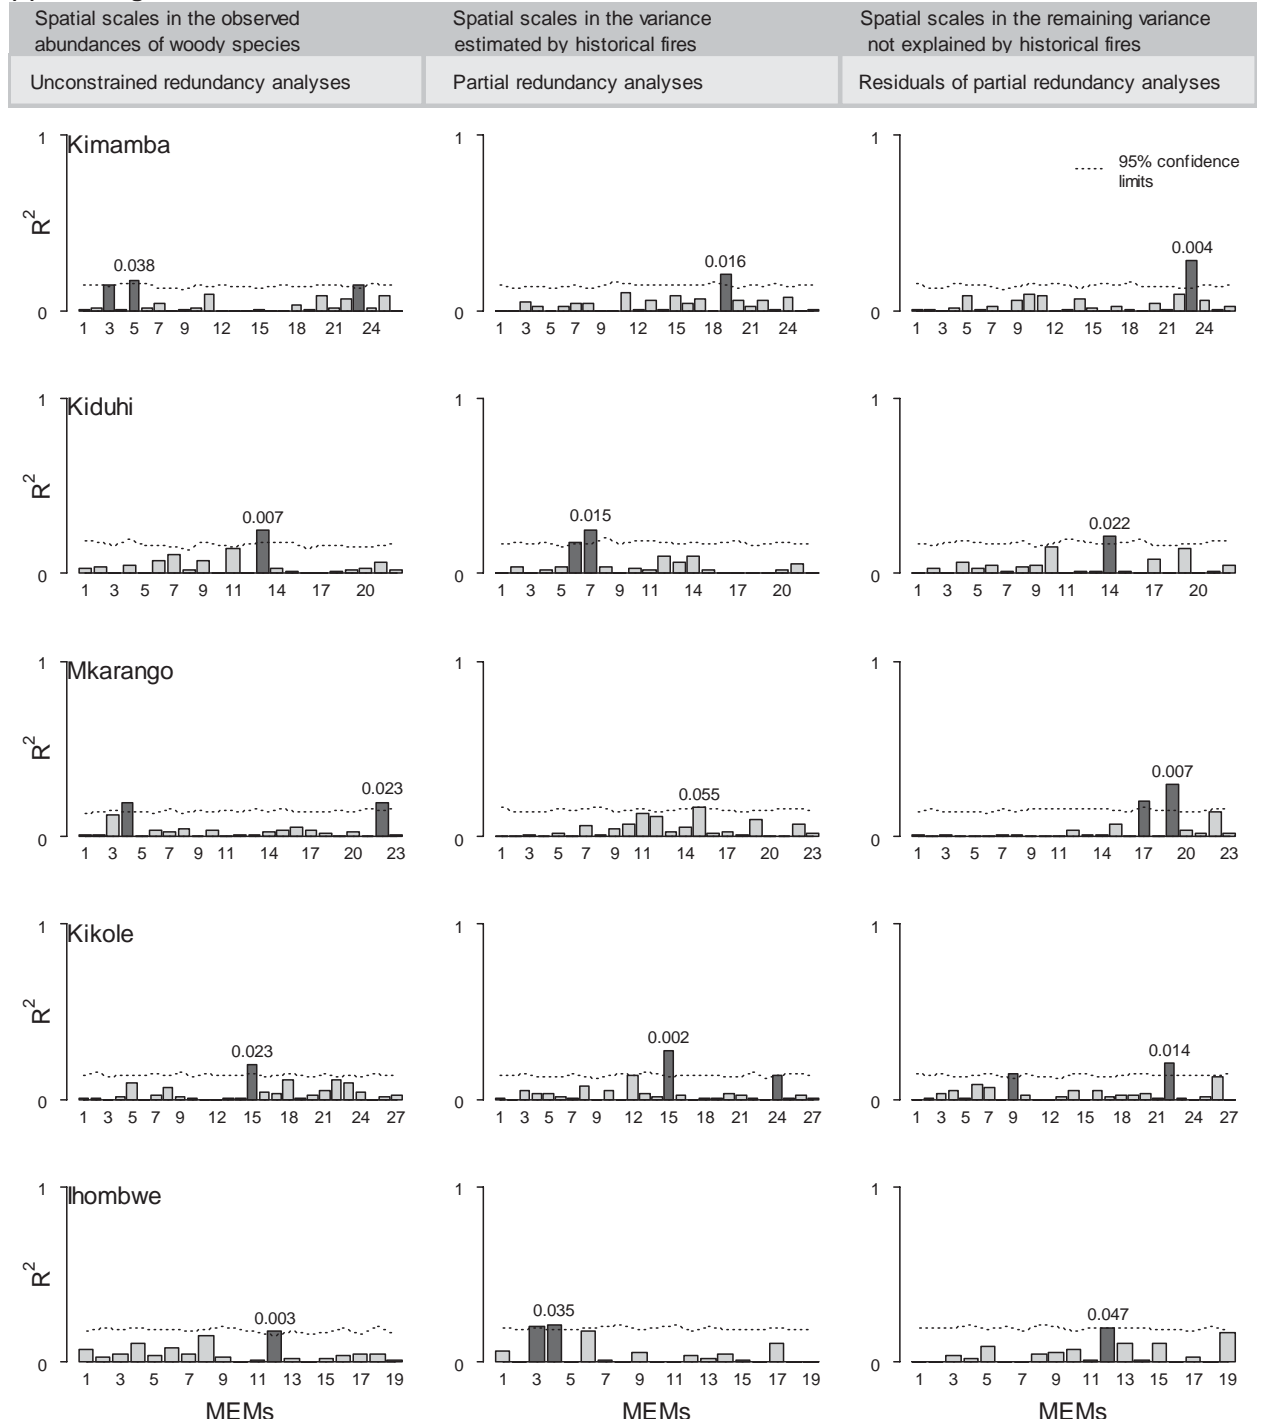 Spatial scales in the observed
abundances of woody species
Spatial scales in the variance
estimated by historical fires
Spatial scales in the remaining variance
not explained by historical fires
Unconstrained redundancy analyses
Partial redundancy analyses
Residuals of partial redundancy analyses
Kimamba
1
R²
0
0.038
1 3 5 7 9 12 15 18 21 24
1
0
0.016
1 3 5 7 9 12 15 18 21 24
1
0
95% confidence
limits
0.004
1 3 5 7 9 12 15 18 21 24
Kiduhi
1
R²
0
0.007
1 3 5 7 9 11 14 17 20
1
0
0.015
1 3 5 7 9 11 14 17 20
1
0
0.022
1 3 5 7 9 11 14 17 20
Mkarango
1
R²
0
0.023
1 3 5 7 9 11 14 17 20 23
1
0
0.055
1 3 5 7 9 11 14 17 20 23
1
0
0.007
1 3 5 7 9 11 14 17 20 23
Kikole
1
R²
0
0.023
1 3 5 7 9 12 15 18 21 24 27
1
0
0.002
1 3 5 7 9 12 15 18 21 24 27
1
0
0.014
1 3 5 7 9 12 15 18 21 24 27
Ihombwe
1
R²
0
0.003
1 3 5 7 9 11 13 15 17 19
MEMs
1
0
0.035
1 3 5 7 9 11 13 15 17 19
MEMs
1
0
0.047
1 3 5 7 9 11 13 15 17 19
MEMs